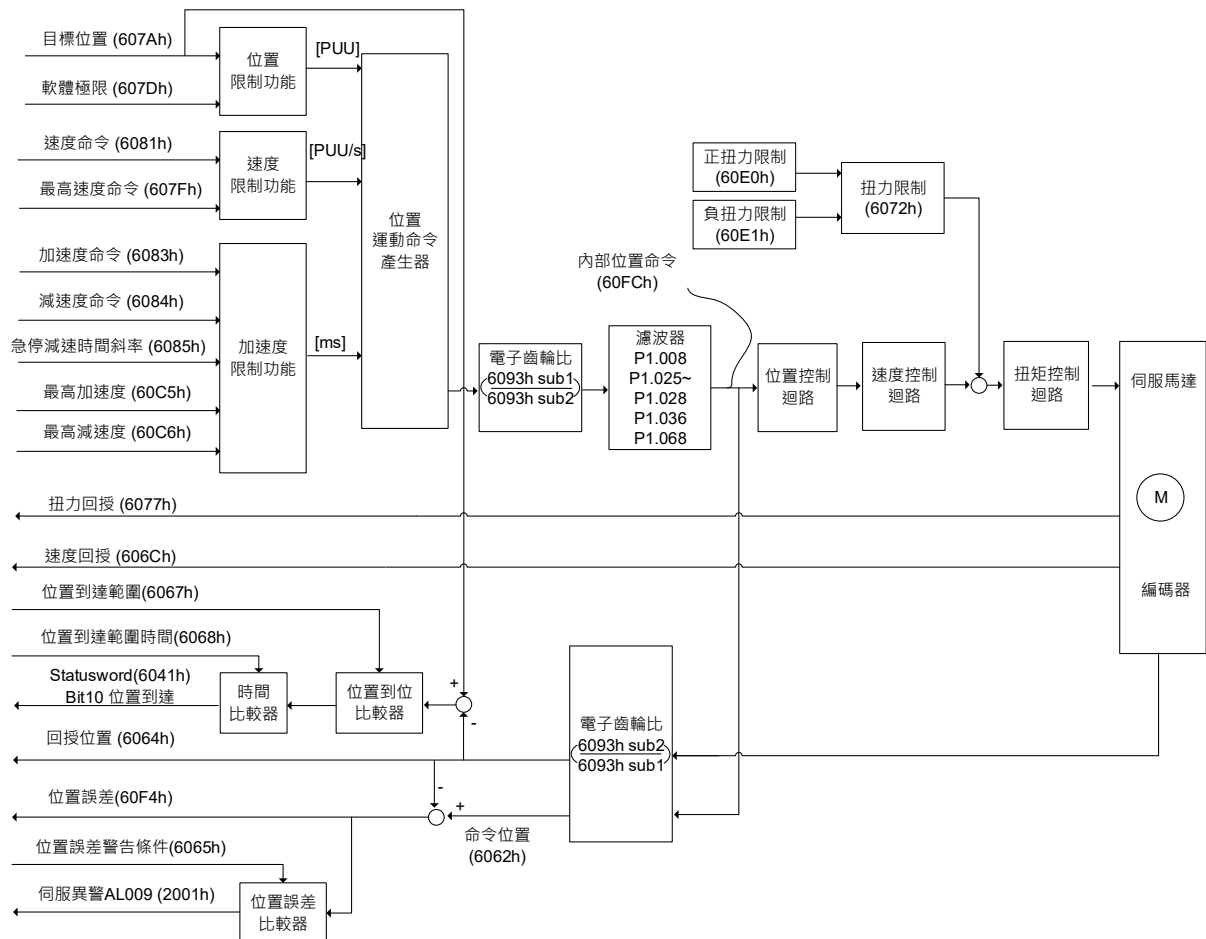 目標位置 (607Ah)
軟體極限 (607Dh)
位置
限制功能
[PUU]
速度命令 (6081h)
最高速度命令 (607Fh)
速度
限制功能
[PUU/s]
加速度命令 (6083h)
減速度命令 (6084h)
急停減速時間斜率 (6085h)
最高加速度 (60C5h)
最高減速度 (60C6h)
加速度
限制功能
[ms]
位置
運動命令
產生器
電子齒輪比
(6093h sub1
6093h sub2)
濾波器
P1.008
P1.025~
P1.028
P1.036
P1.068
內部位置命令
(60FCh)
正扭力限制
(60E0h)
負扭力限制
(60E1h)
扭力限制
(6072h)
位置控制
迴路
速度控制
迴路
扭矩控制
迴路
伺服馬達
M
編碼器
扭力回授 (6077h)
速度回授 (606Ch)
位置到達範圍(6067h)
位置到達範圍時間(6068h)
Statusword(6041h)
Bit10 位置到達
時間
比較器
位置到位
比較器
+
-
電子齒輪比
(6093h sub2
6093h sub1)
回授位置 (6064h)
-
+
位置誤差(60F4h)
命令位置
(6062h)
位置誤差警告條件(6065h)
伺服異警AL009 (2001h)
位置誤差
比較器